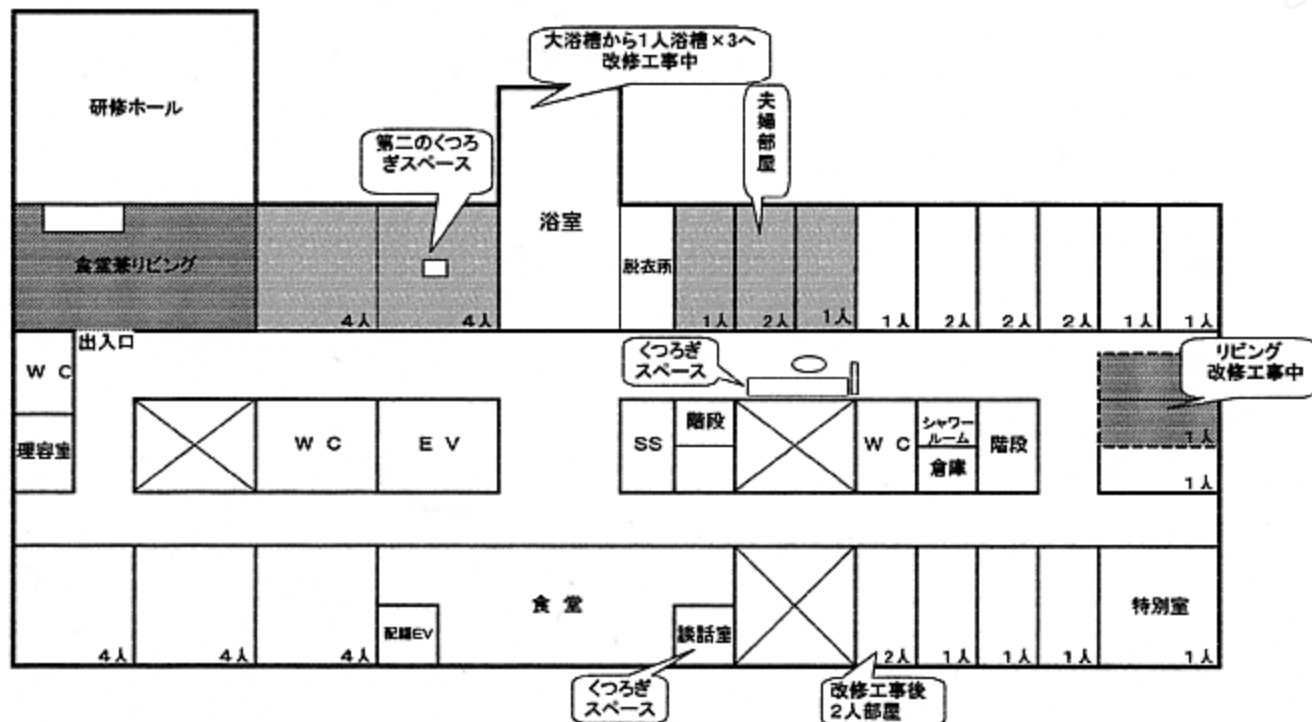 大浴槽から1人浴槽×3へ
改修工事中
研修ホール
第二のくつろ
ぎスペース
夫婦部屋
浴室
食堂兼リビング
脱衣所
4人
4人
1人
2人
1人
1人
2人
2人
2人
1人
1人
出入口
WC
くつろぎ
スペース
リビング
改修工事中
1人
理容室
WC
EV
SS
階段
WC
シャワー
ルーム
倉庫
階段
1人
食堂
配膳EV
談話室
特別室
4人
4人
4人
2人
1人
1人
1人
1人
くつろぎ
スペース
改修工事後
2人部屋